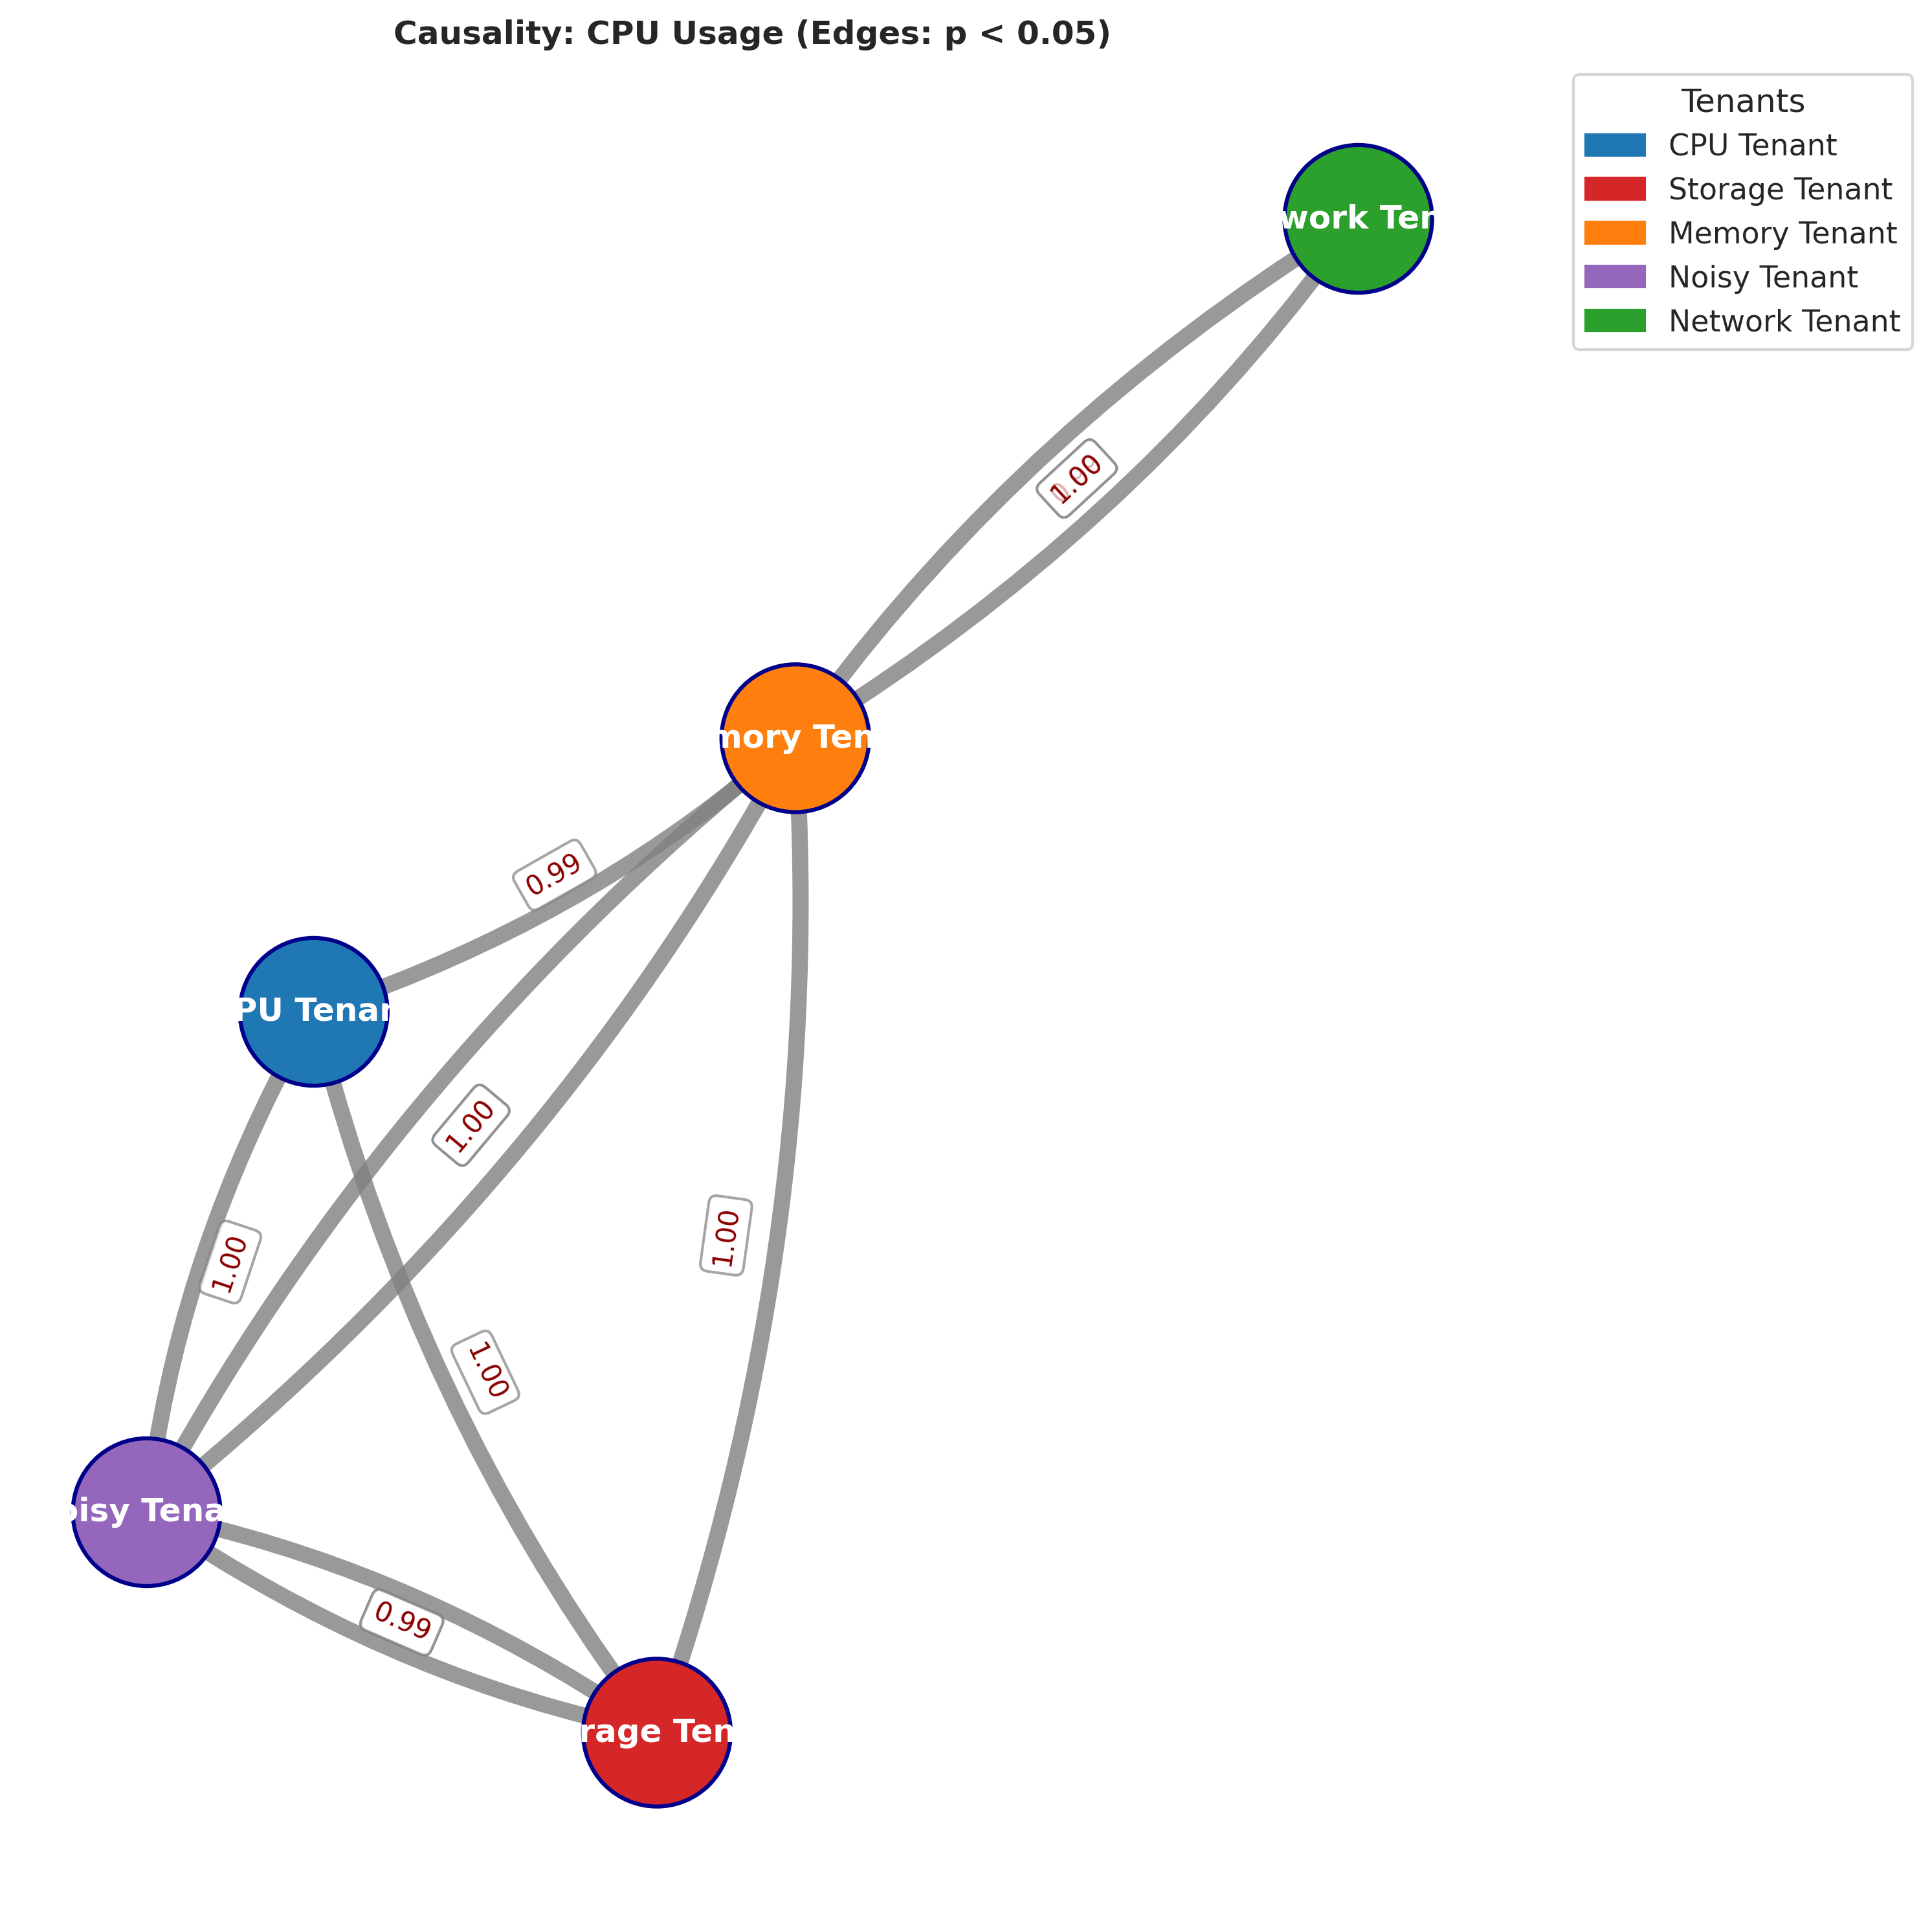 Causality: CPU Usage (Edges: p < 0.05)
Tenants
CPU Tenant
Storage Tenant
Memory Tenant
Noisy Tenant
Network Tenant
work Ten
1.00
mory Ten
0.99
PU Tenan
1.00
1.00
1.00
1.00
oisy Tena
0.99
rage Ten